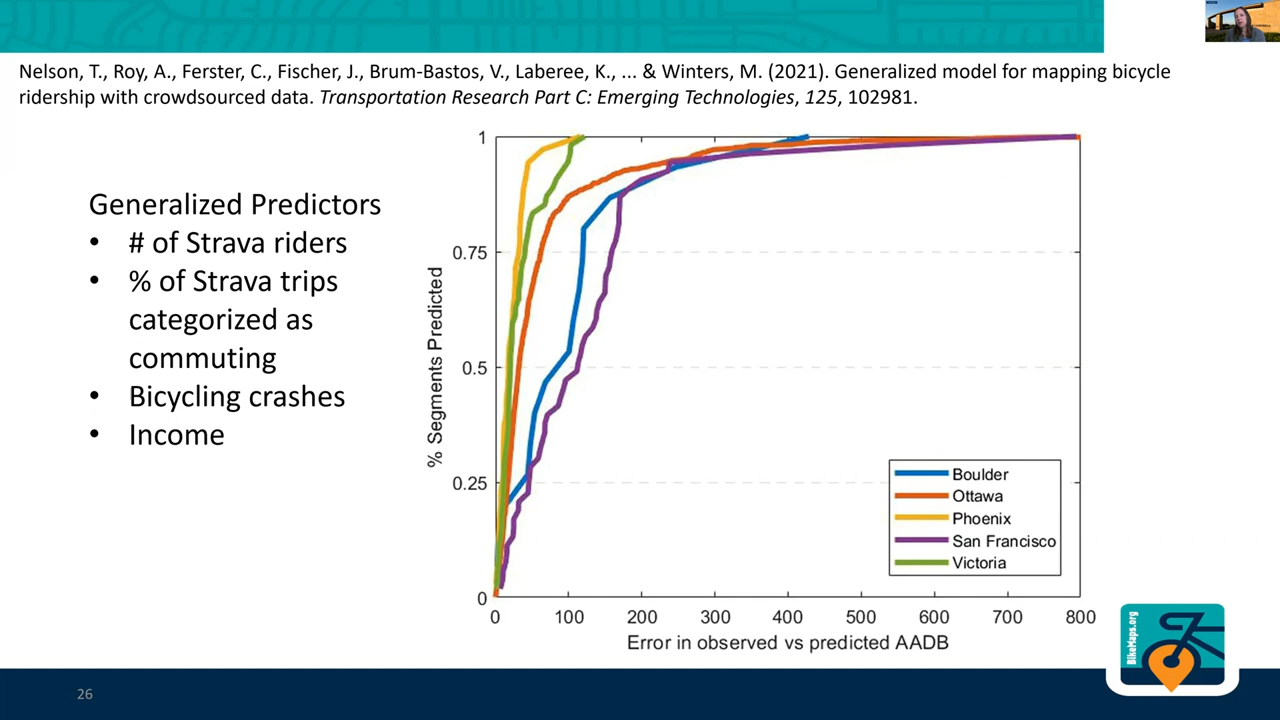 Nelson, T., Roy, A., Ferster, C., Fischer, J., Brum-Bastos, V., Laberee, K., ... & Winters, M. (2021). Generalized model for mapping bicycle
ridership with crowdsourced data. Transportation Research Part C: Emerging Technologies, 125, 102981.
Generalized Predictors
• # of Strava riders
• % of Strava trips
categorized as
commuting
• Bicycling crashes
• Income
% Segments Predicted
1
0.75
0.5
0.25
0
0 100 200 300 400 500 600 700 800
Error in observed vs predicted AADB
Boulder
Ottawa
Phoenix
San Francisco
Victoria
BikeMaps.org
26